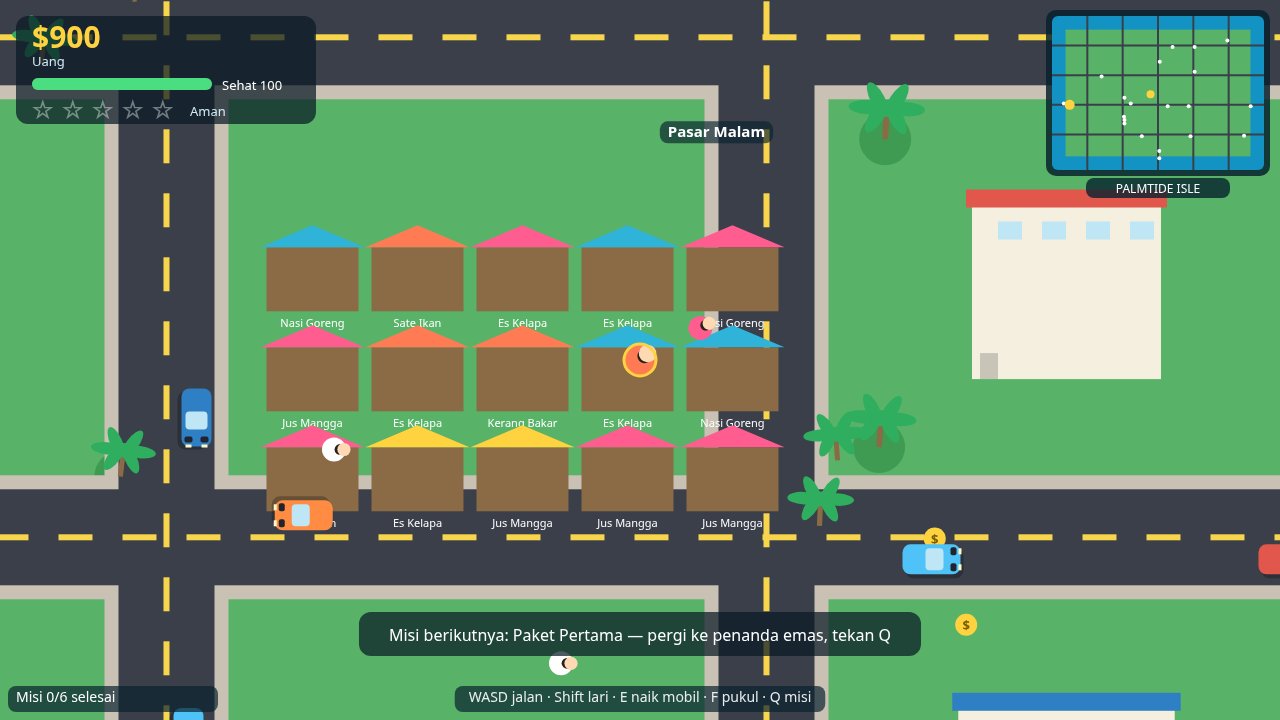 $900
Uang
Sehat 100
Aman
Pasar Malam
PALMTIDE ISLE
Nasi Goreng
Sate Ikan
Es Kelapa
Es Kelapa
Goreng
Jus Mangga
Es Kelapa
Kerang Bakar
Es Kelapa
Nasi Goreng
Es Kelapa
Jus Mangga
Jus Mangga
Jus Mangga
$
$
Misi berikutnya: Paket Pertama — pergi ke penanda emas, tekan Q
Misi 0/6 selesai
WASD jalan · Shift lari · E naik mobil · F pukul · Q misi